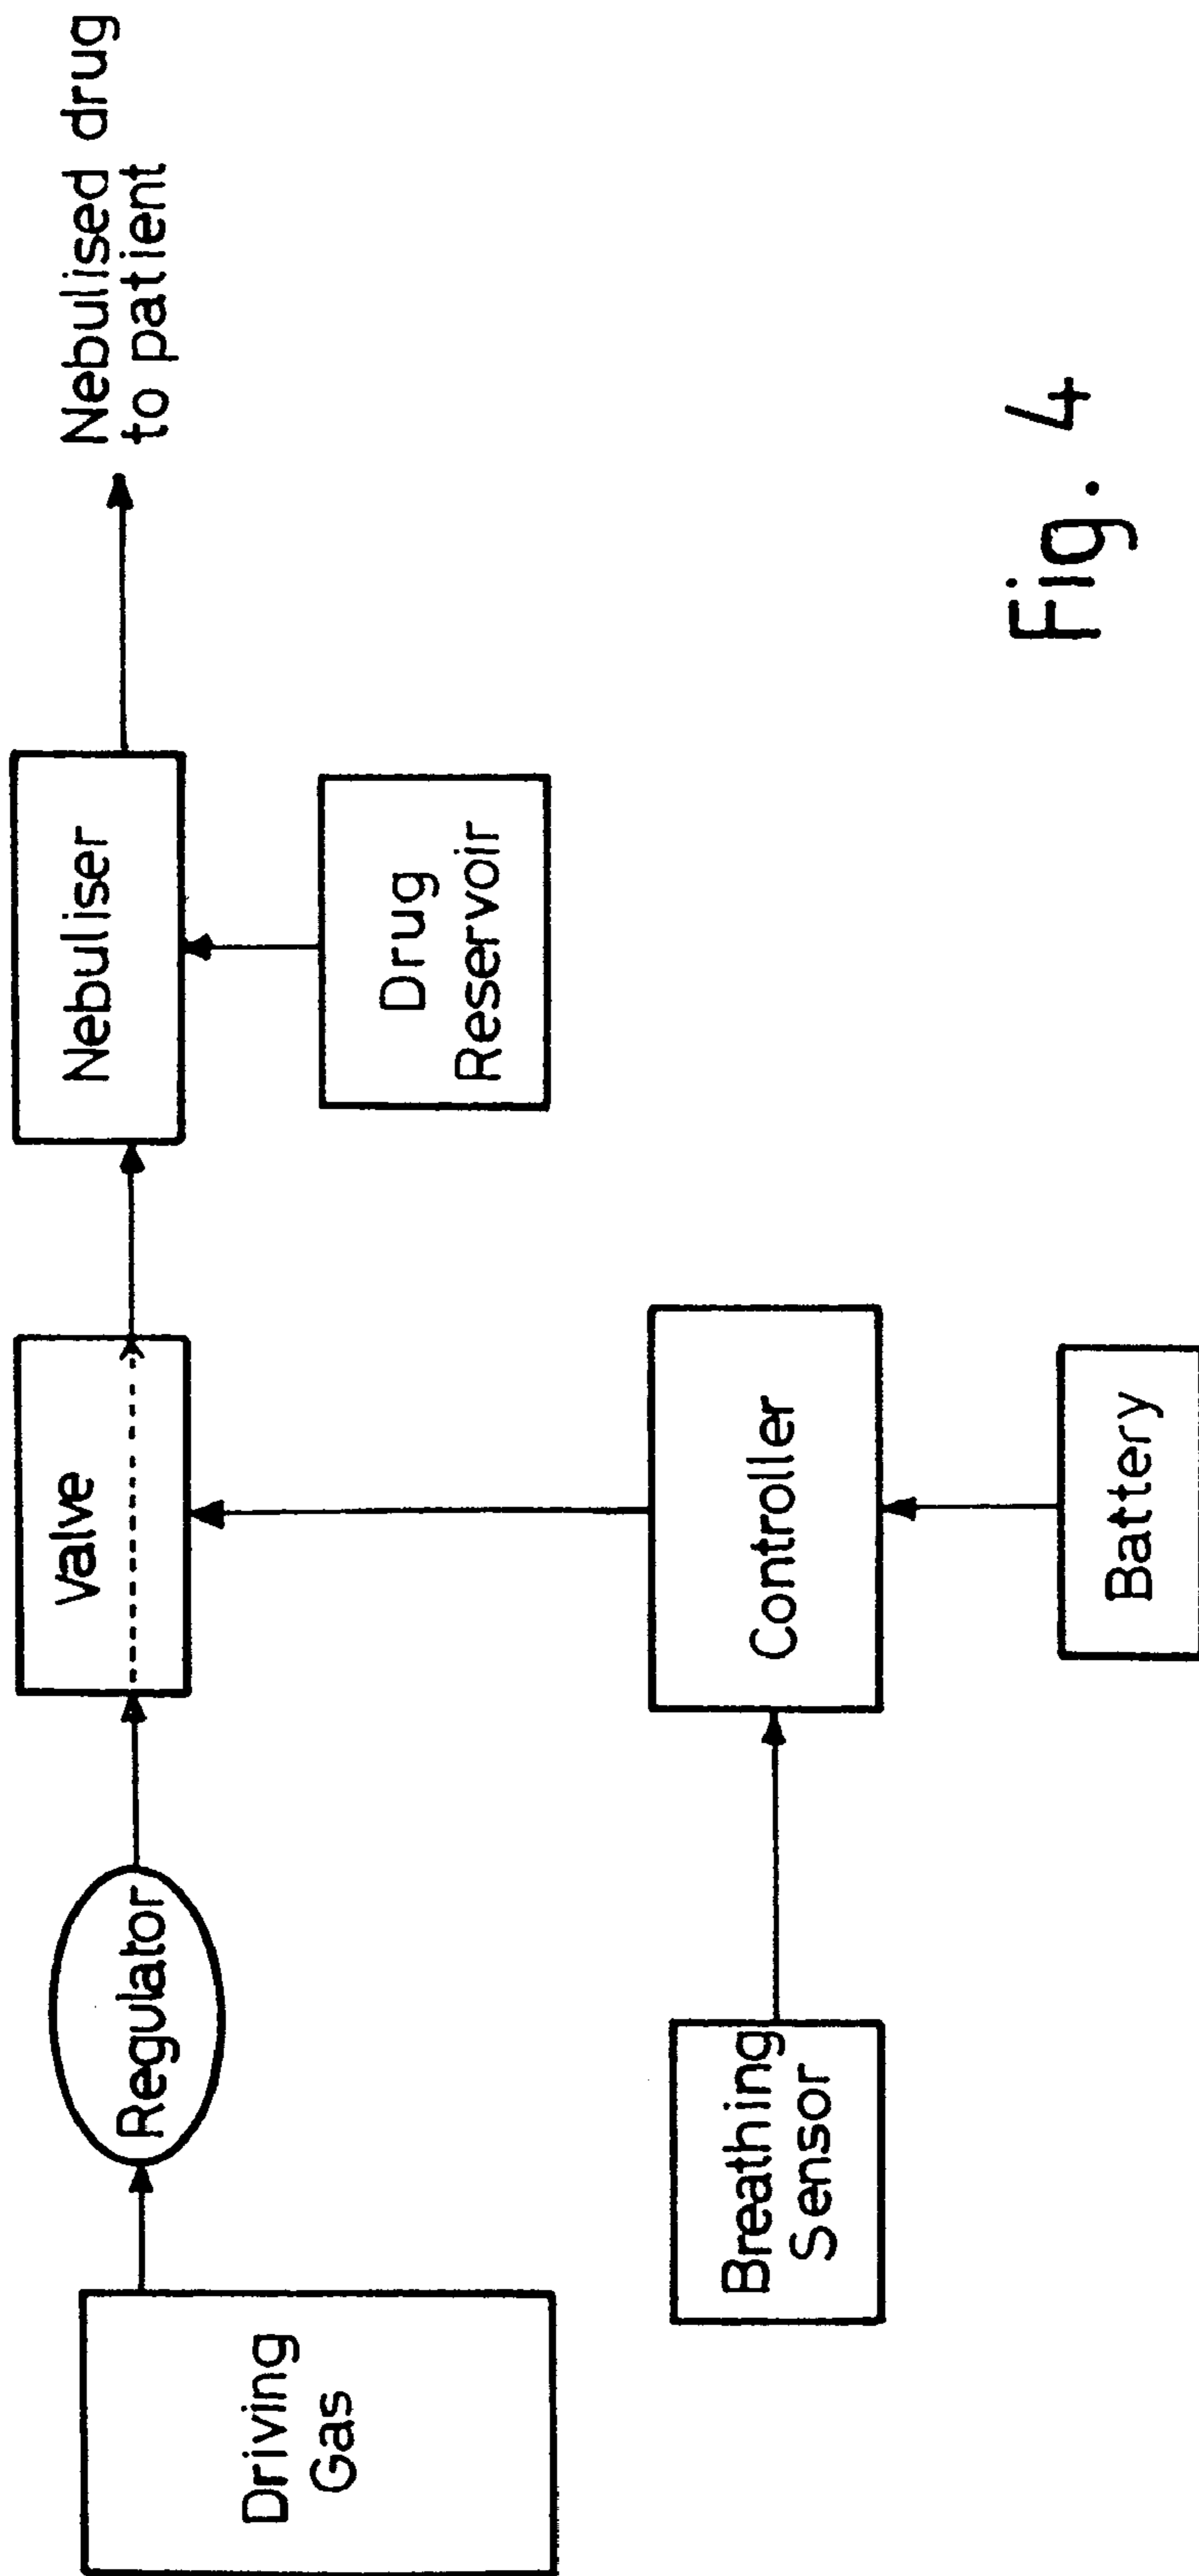 Driving
Gas
Regulator
Valve
Nebuliser
Nebulised drug
to patient
Drug
Reservoir
Breathing
Sensor
Controller
Battery
Fig. 4